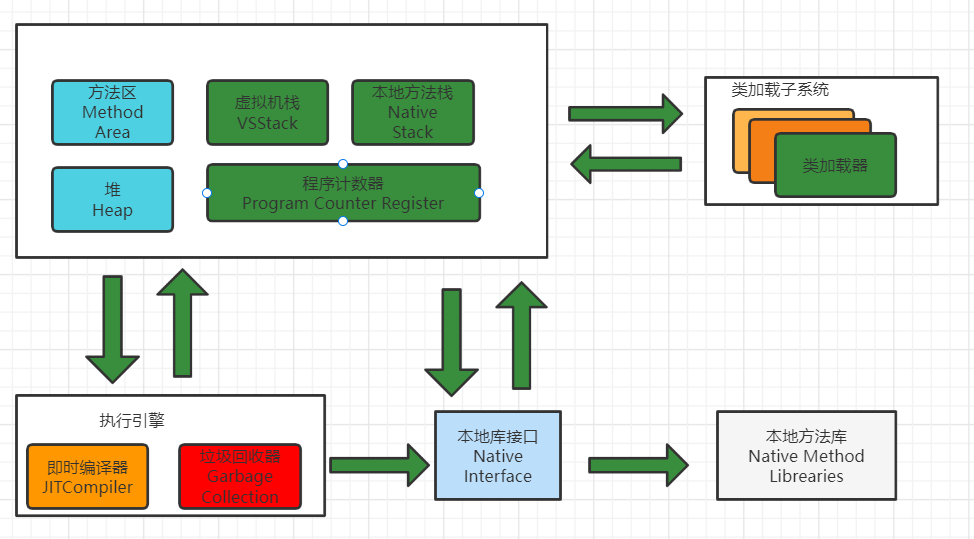 方法区
Method
Area
虚拟机栈
VSStack
本地方法栈
Native
Stack
堆
Heap
程序计数器
Program Counter Register
类加载子系统
类加载器
执行引擎
即时编译器
JITCompiler
垃圾回收器
Garbage
Collection
本地库接口
Native
Interface
本地方法库
Native Method
Librearies